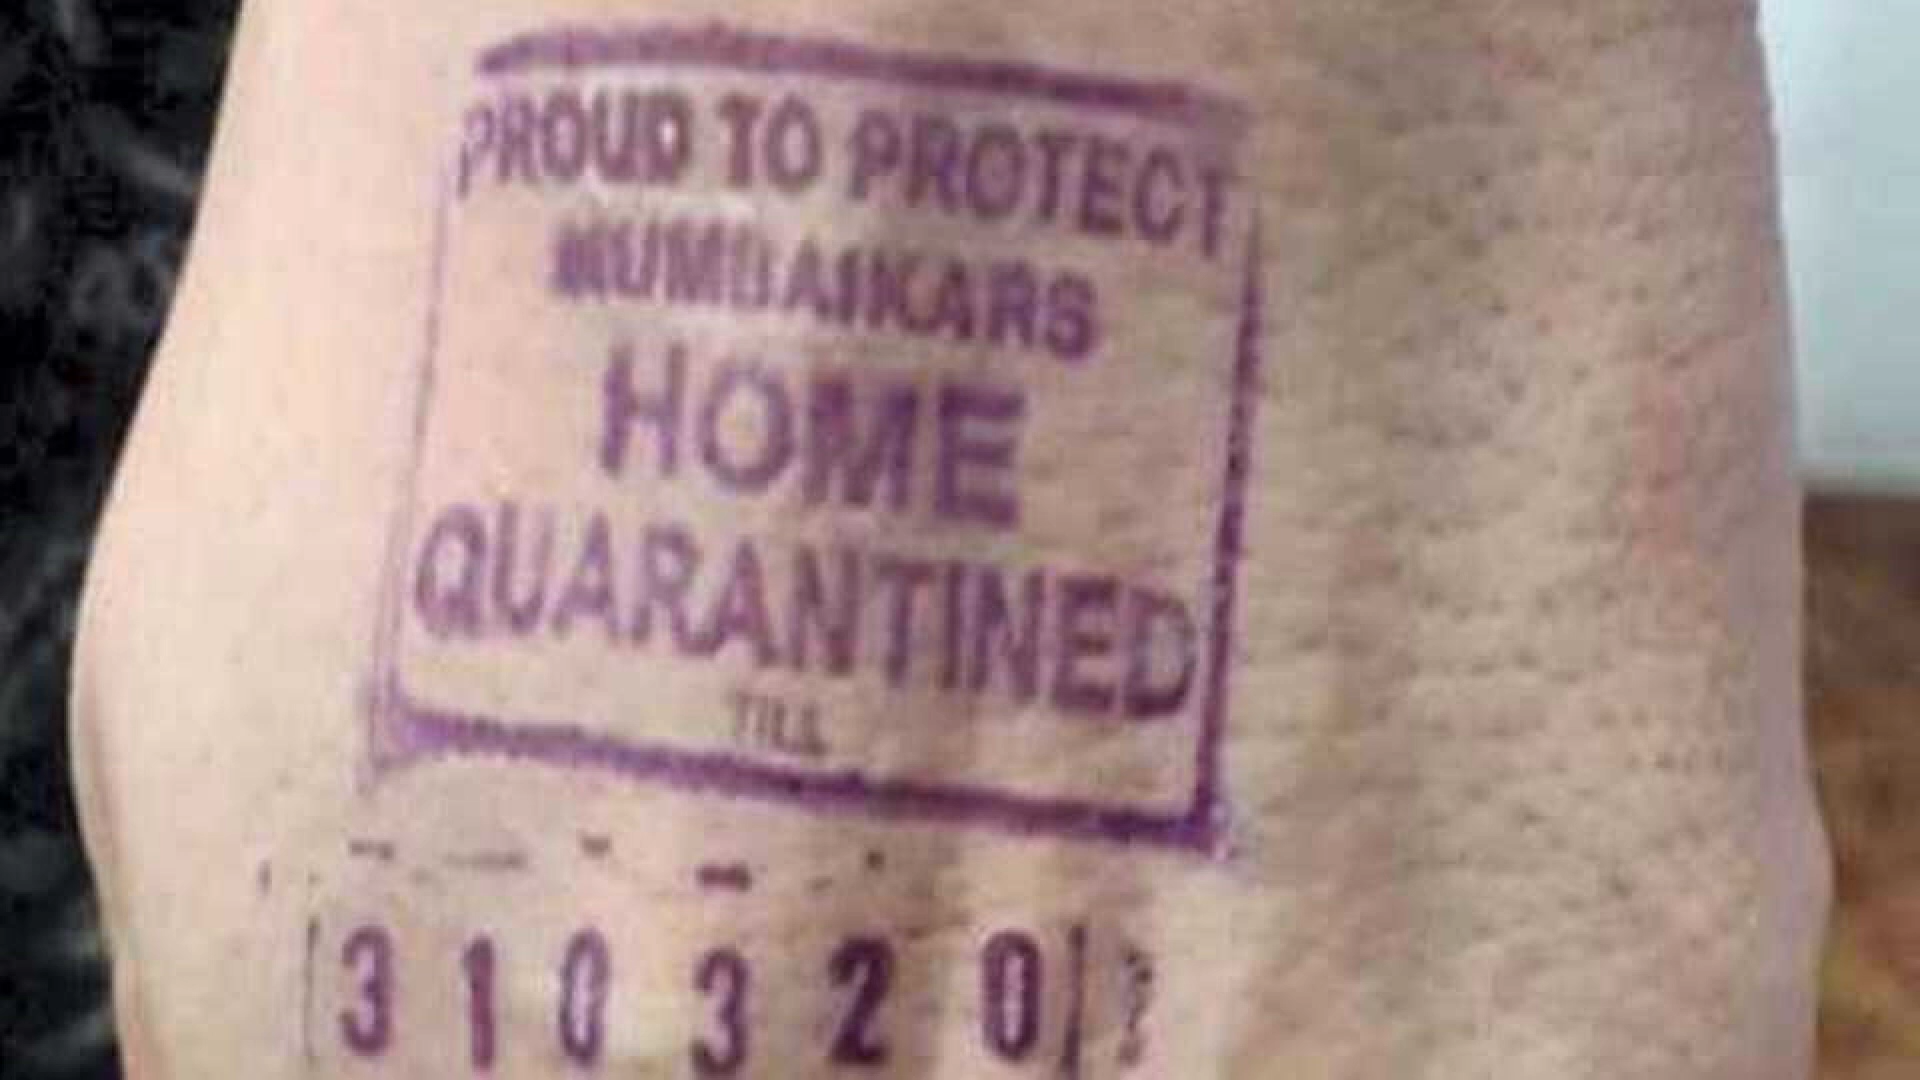 PROUD TO PROTECT
MUMBAIKARS
HOME
QUARANTINED
TILL
310320